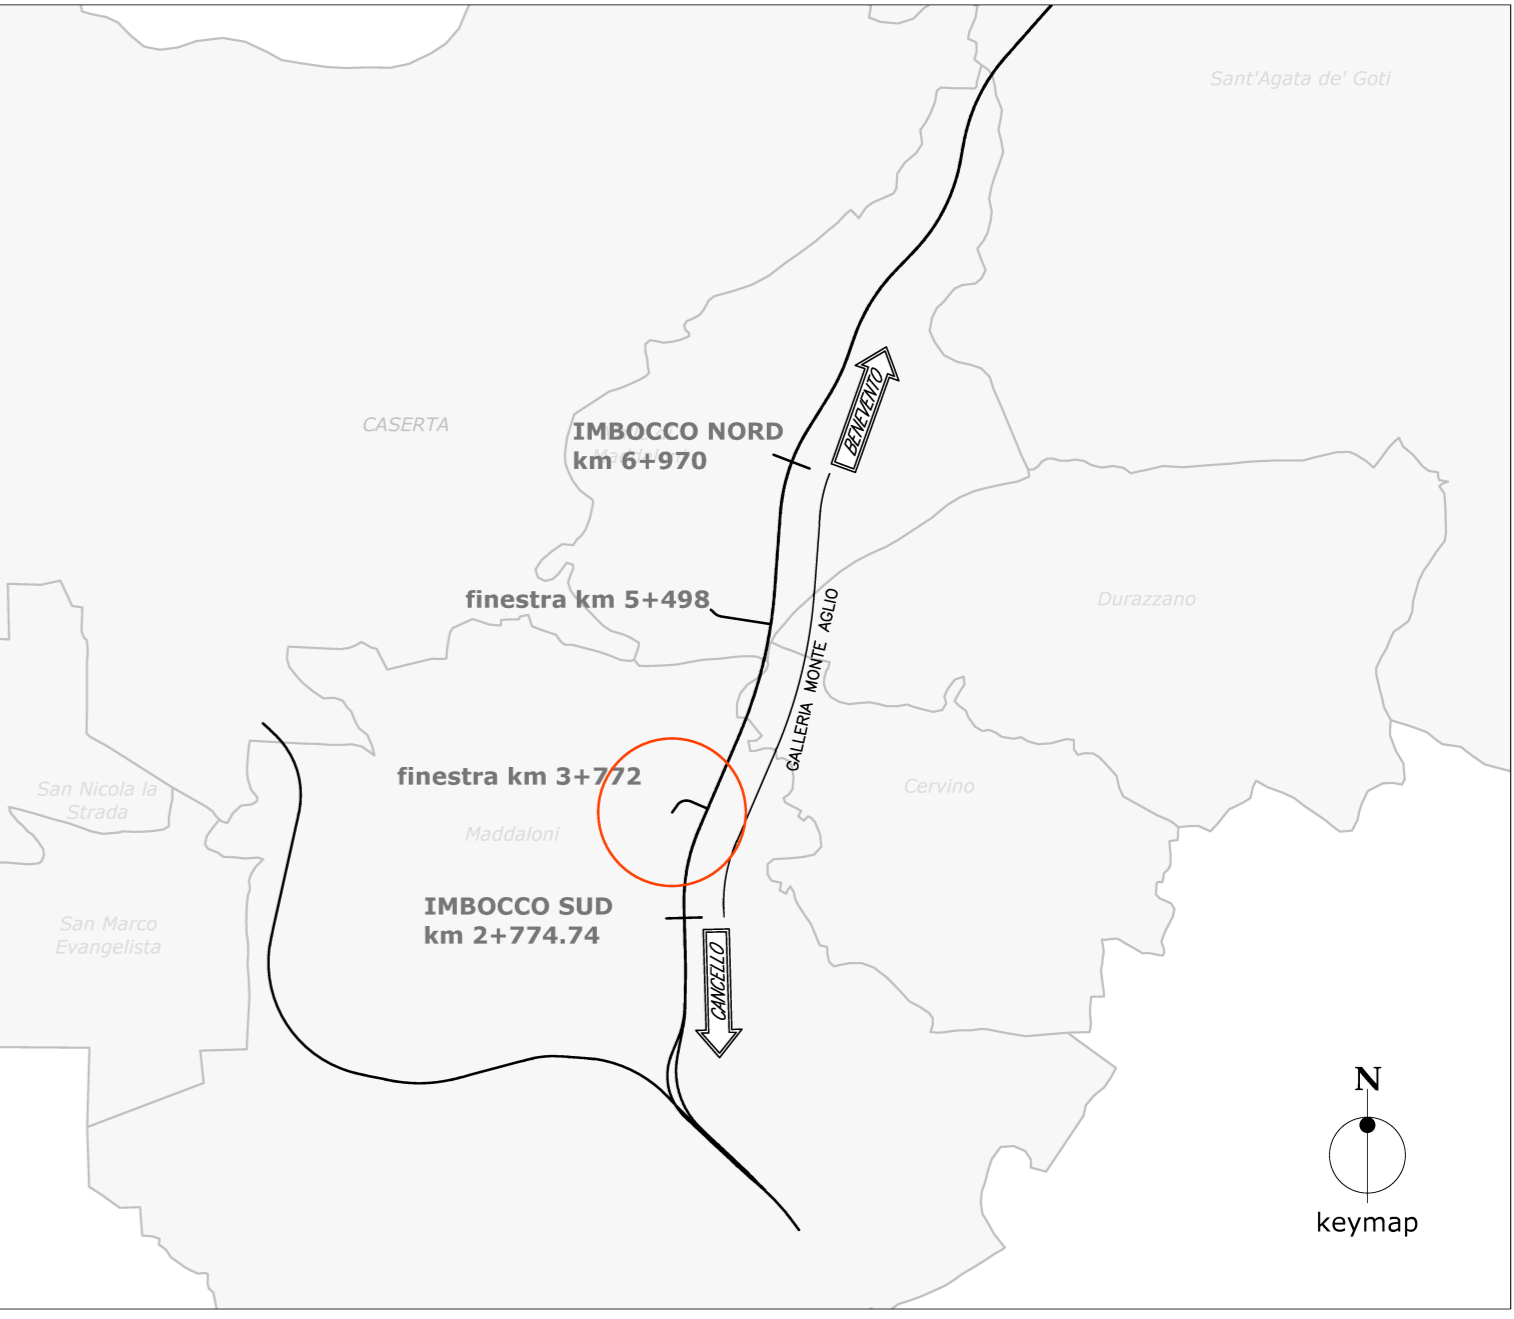 Sant'Agata de' Goti
CASERTA
IMBOCCO NORD
km 6+970
BENEVENTO
finestra km 5+498
GALLERIA MONTE AGLIO
Durazzano
finestra km 3+772
Cervino
San Nicola la
Strada
Maddaloni
San Marco
Evangelista
IMBOCCO SUD
km 2+774.74
CANCELLO
N
keymap